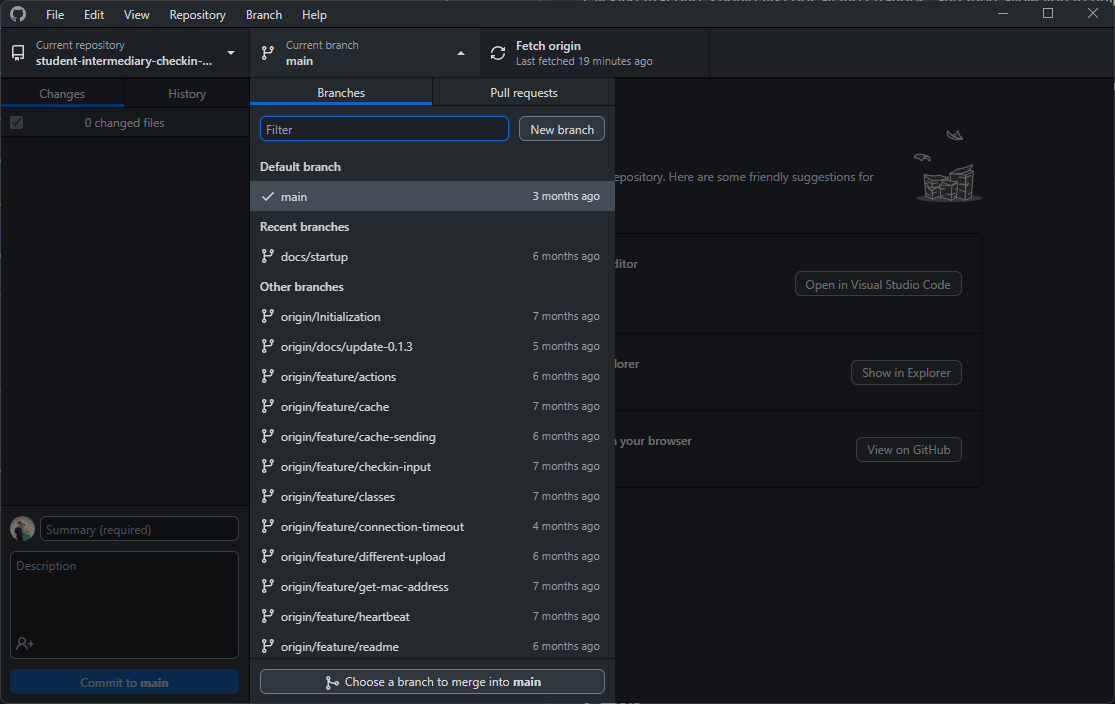 File Edit View Repository Branch Help
Current repository
student-intermediary-checkin-...
Current branch
main
Fetch origin
Last fetched 19 minutes ago
Changes History
0 changed files
Branches Pull requests
Filter
New branch
Default branch
main 3 months ago
Recent branches
docs/startup 6 months ago
Other branches
origin/Initialization 7 months ago
origin/docs/update-0.1.3 5 months ago
origin/feature/actions 6 months ago
origin/feature/cache 7 months ago
origin/feature/cache-sending 6 months ago
origin/feature/checkin-input 7 months ago
origin/feature/classes 7 months ago
origin/feature/connection-timeout 4 months ago
origin/feature/different-upload 6 months ago
origin/feature/get-mac-address 7 months ago
origin/feature/heartbeat 7 months ago
origin/feature/readme 6 months ago
Choose a branch to merge into main
epository. Here are some friendly suggestions for
ditor
Open in Visual Studio Code
lorer
Show in Explorer
your browser
View on GitHub
Summary (required)
Description
Commit to main